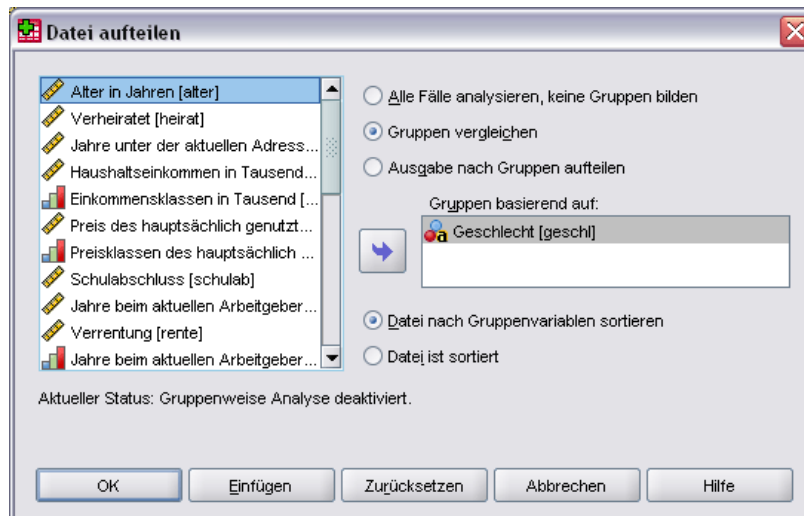 Datei aufteilen
Alter in Jahren [alter]
Verheiratet [heirat]
Jahre unter der aktuellen Adress...
Haushaltseinkommen in Tausend...
Einkommensklassen in Tausend [...
Preis des hauptsächlich genutzt...
Preisklassen des hauptsächlich ...
Schulabschluss [schulab]
Jahre beim aktuellen Arbeitgeber...
Verrentung [rente]
Jahre beim aktuellen Arbeitgeber...
Alle Fälle analysieren, keine Gruppen bilden
Gruppen vergleichen
Ausgabe nach Gruppen aufteilen
Gruppen basierend auf:
a Geschlecht [geschl]
Datei nach Gruppenvariablen sortieren
Datei ist sortiert
Aktueller Status: Gruppenweise Analyse deaktiviert.
OK
Einfügen
Zurücksetzen
Abbrechen
Hilfe